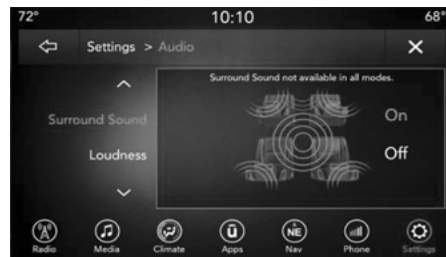 72° 10:10 68°
Settings > Audio
Surround Sound not available in all modes.
Surround Sound
On
Loudness
Off
NE
Radio Media Climate Apps Nav Phone Settings